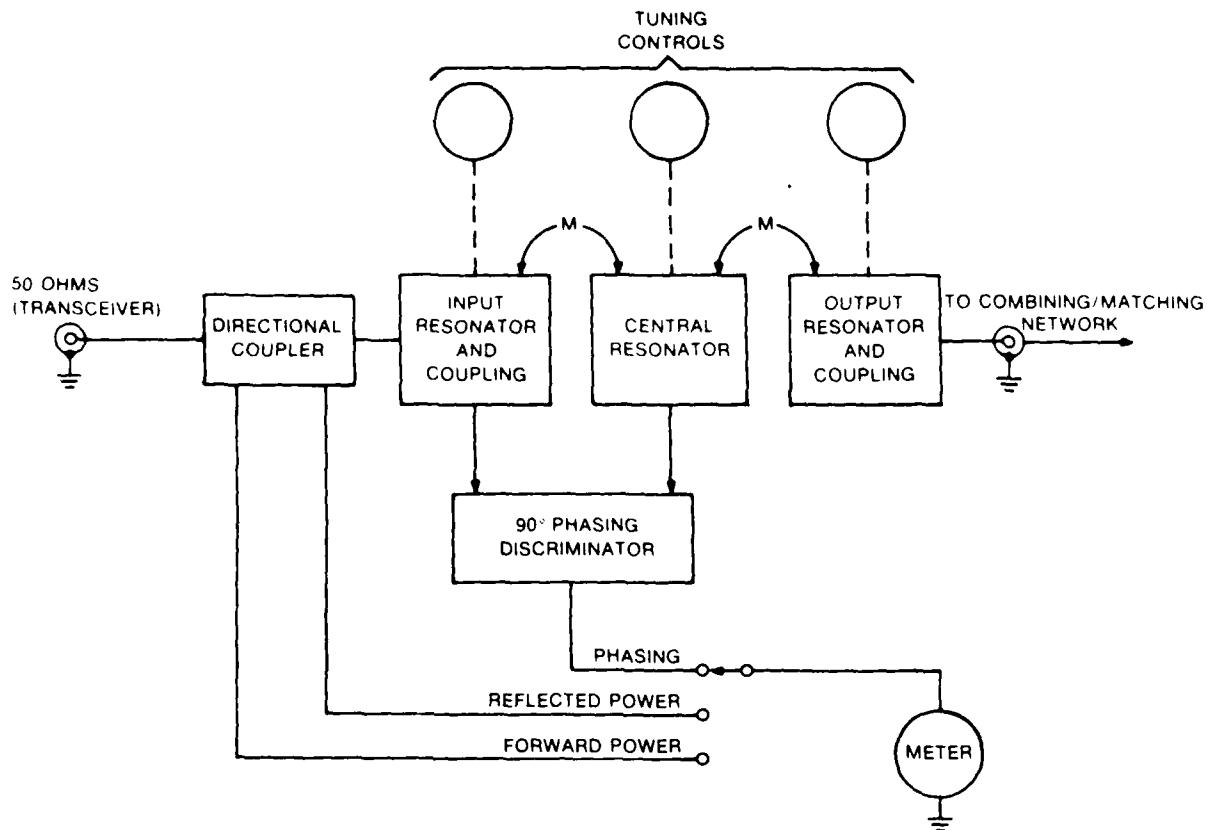 TUNING
CONTROLS
M
M
50 OHMS
(TRANSCEIVER)
DIRECTIONAL
COUPLER
INPUT
RESONATOR
AND
COUPLING
CENTRAL
RESONATOR
OUTPUT
RESONATOR
AND
COUPLING
TO COMBINING/MATCHING
NETWORK
90° PHASING
DISCRIMINATOR
PHASING
REFLECTED POWER
FORWARD POWER
METER